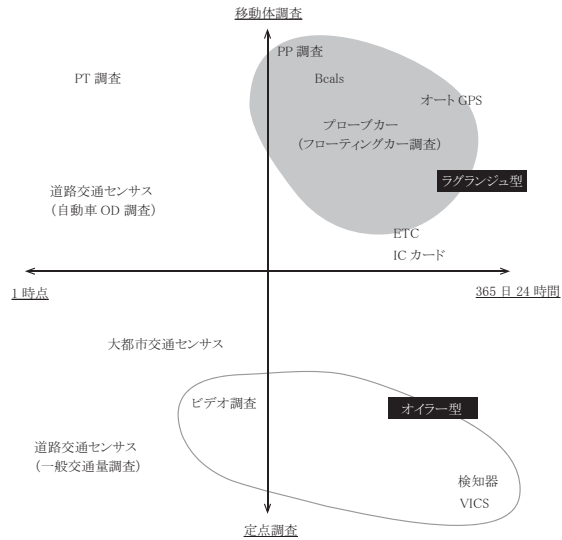 移動体調査
PP 調査
PT 調査
Bcals
オート GPS
プローブカー
（フローティングカー調査）
ラグランジュ型
道路交通センサス
（自動車 OD 調査）
ETC
IC カード
1 時点
365 日 24 時間
大都市交通センサス
ビデオ調査
オイラー型
道路交通センサス
（一般交通量調査）
検知器
VICS
定点調査